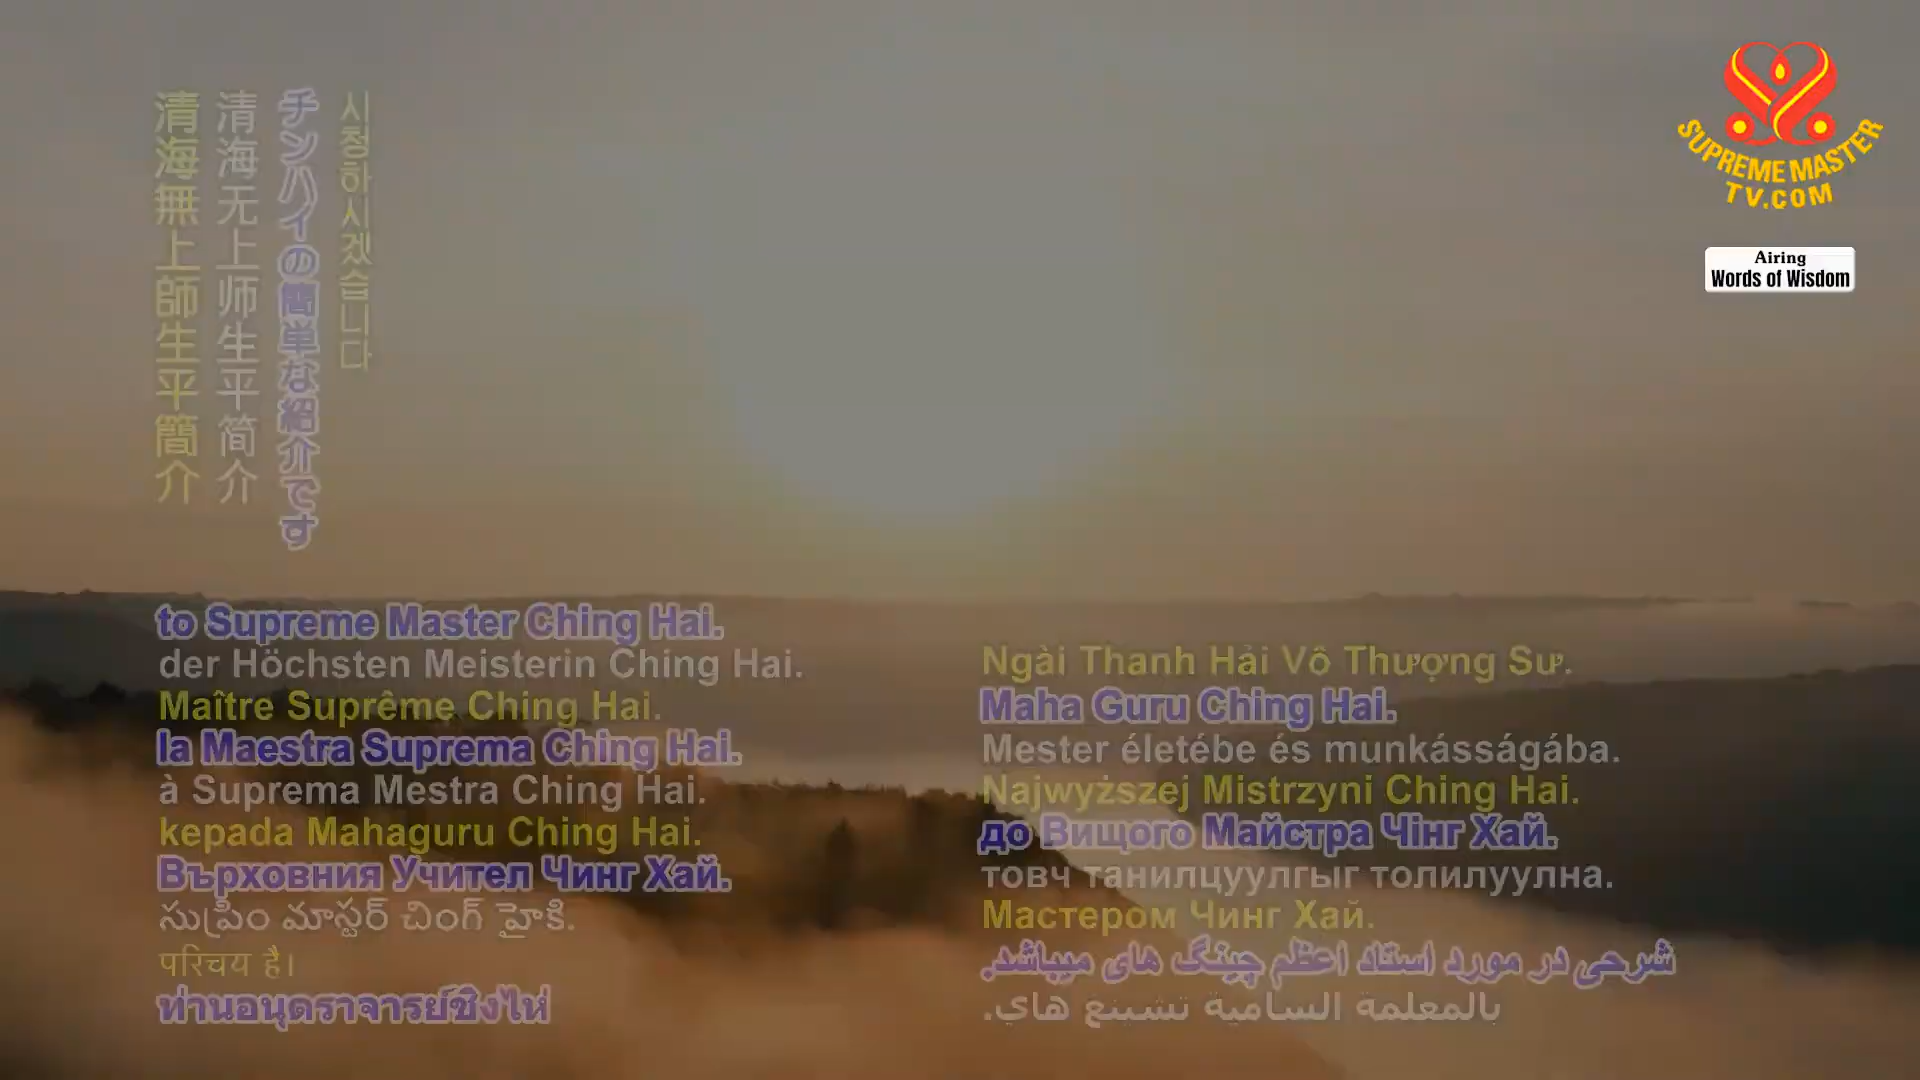 清海無上師生平簡介
清海无上师生平简介
チンハイの簡単な紹介です
시청하시겠습니다
SUPREME MASTER
TV.COM
Airing
Words of Wisdom
to Supreme Master Ching Hai.
der Höchsten Meisterin Ching Hai.
Maître Suprême Ching Hai.
la Maestra Suprema Ching Hai.
à Suprema Mestra Ching Hai.
kepada Mahaguru Ching Hai.
Върховния Учител Чинг Хай.
సుప్రీం మాస్టర్ చింగ్ హైకి.
परिचय है।
ท่านอนุตราจารย์ชิงไห่
Ngài Thanh Hải Vô Thượng Sư.
Maha Guru Ching Hai.
Mester életébe és munkásságába.
Najwyższej Mistrzyni Ching Hai.
до Вищого Майстра Чінг Хай.
товч танилцуулгыг толилуулна.
Мастером Чинг Хай.
شرحی در مورد استاد اعظم چینگ های میباشد.
بالمعلمة السامية تشينغ هاي.